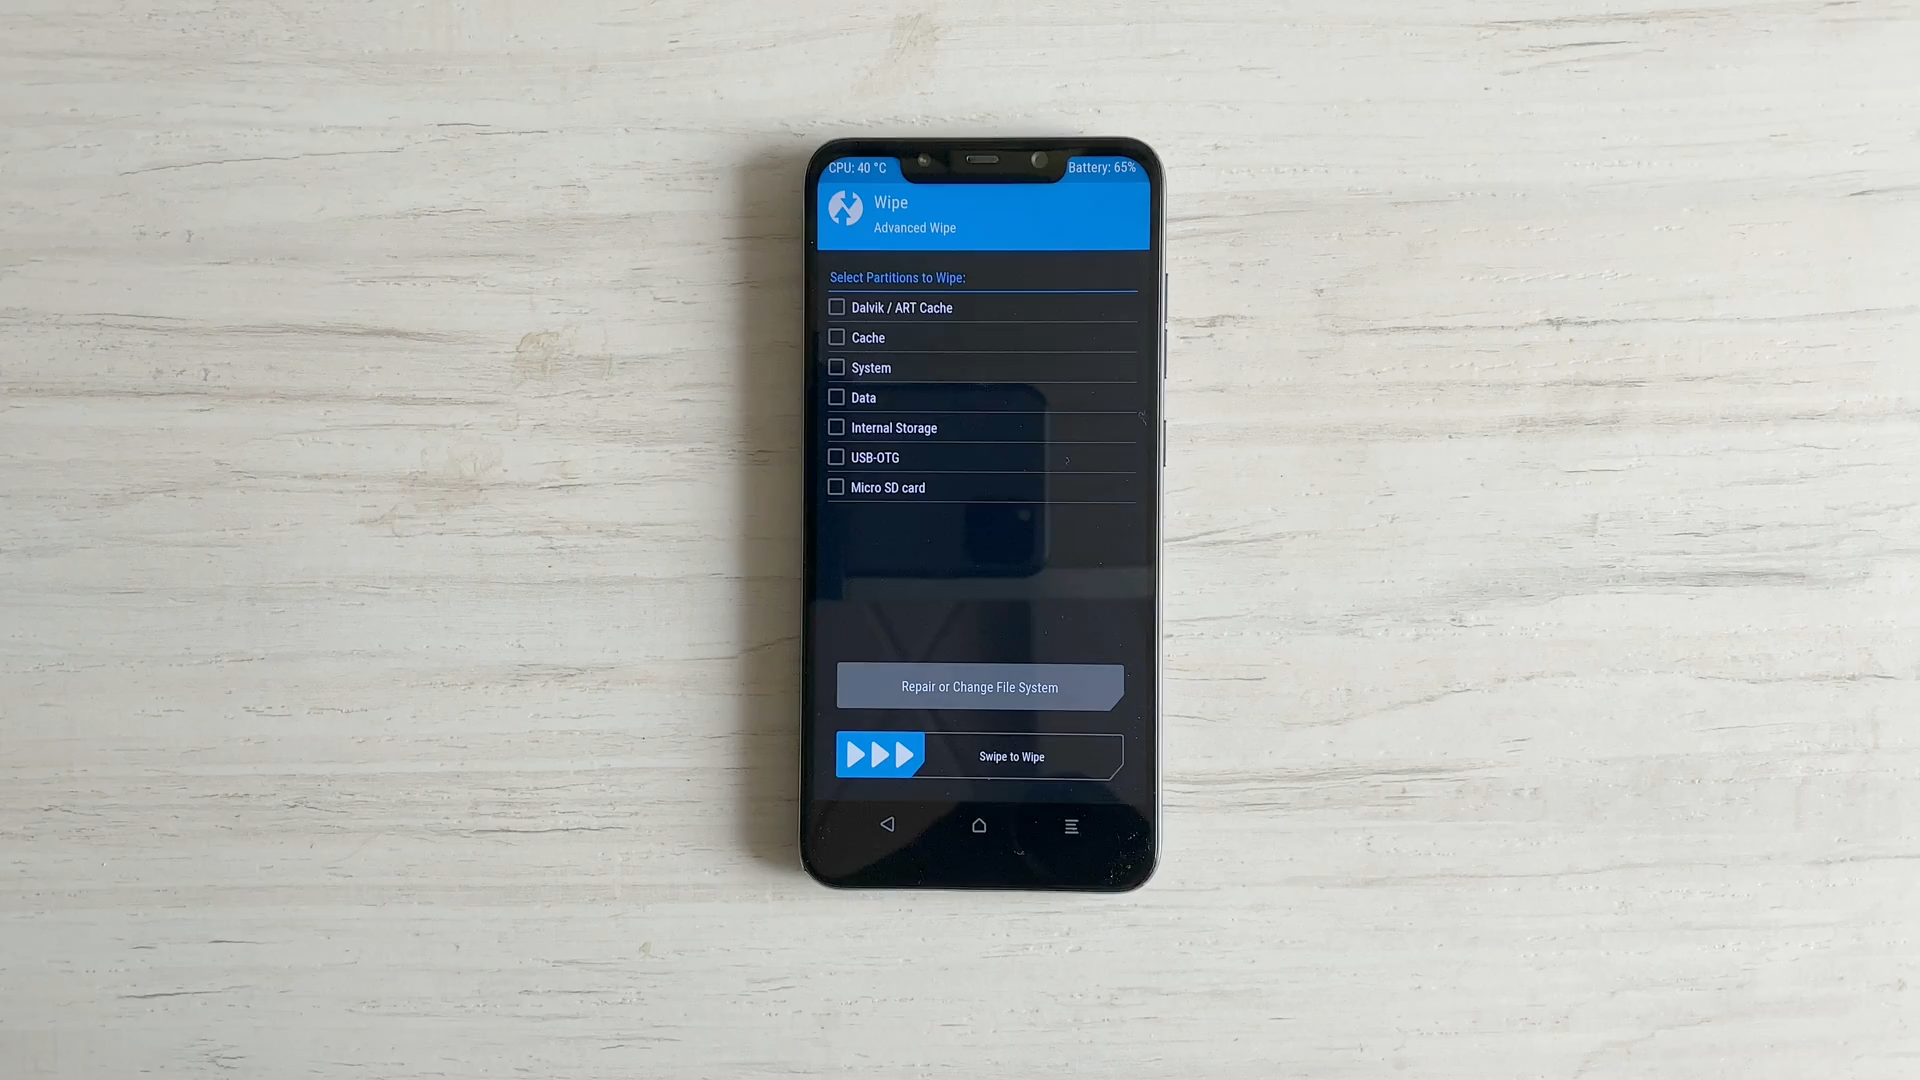 CPU: 40 °C
Battery: 65%
Wipe
Advanced Wipe
Select Partitions to Wipe:
Dalvik / ART Cache
Cache
System
Data
Internal Storage
USB-OTG
Micro SD card
Repair or Change File System
Swipe to Wipe